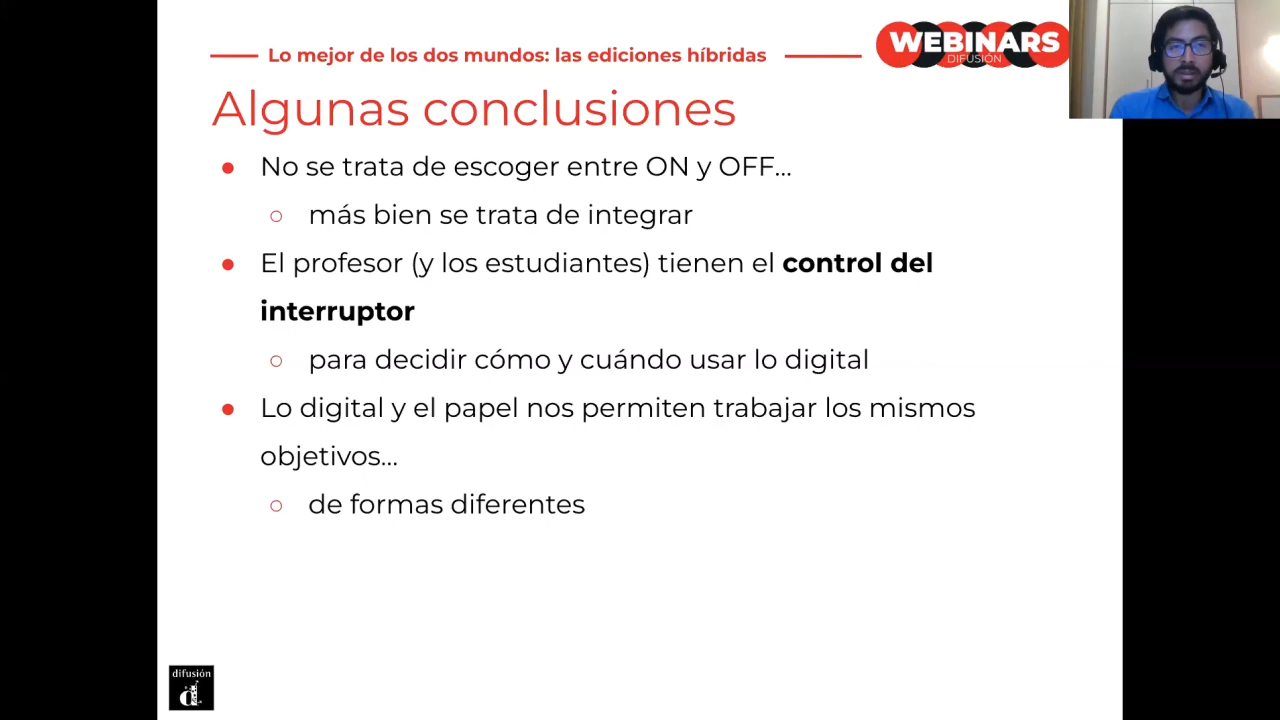 Lo mejor de los dos mundos: las ediciones híbridas
WEBINARS
DIFUSIÓN
Algunas conclusiones
● No se trata de escoger entre ON y OFF...
○ más bien se trata de integrar
● El profesor (y los estudiantes) tienen el control del
interruptor
○ para decidir cómo y cuándo usar lo digital
● Lo digital y el papel nos permiten trabajar los mismos
objetivos...
○ de formas diferentes
difusión